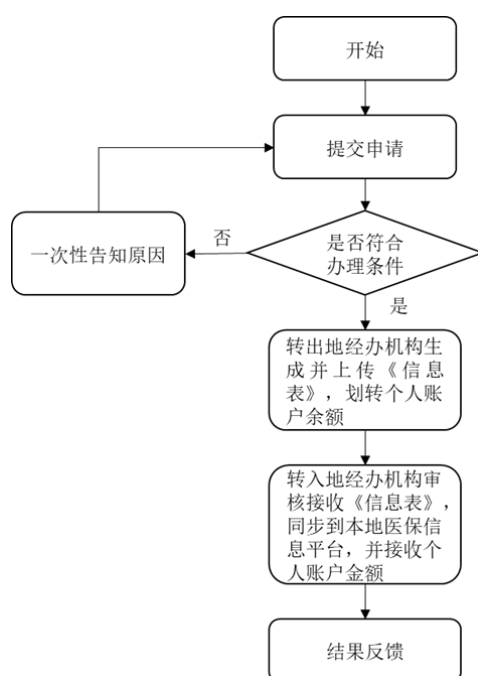 开始
提交申请
一次性告知原因
否
是否符合
办理条件
是
转出地经办机构生
成并上传《信息
表》，划转个人账
户余额
转入地经办机构审
核接收《信息表》，
同步到本地医保信
息平台，并接收个
人账户金额
结果反馈